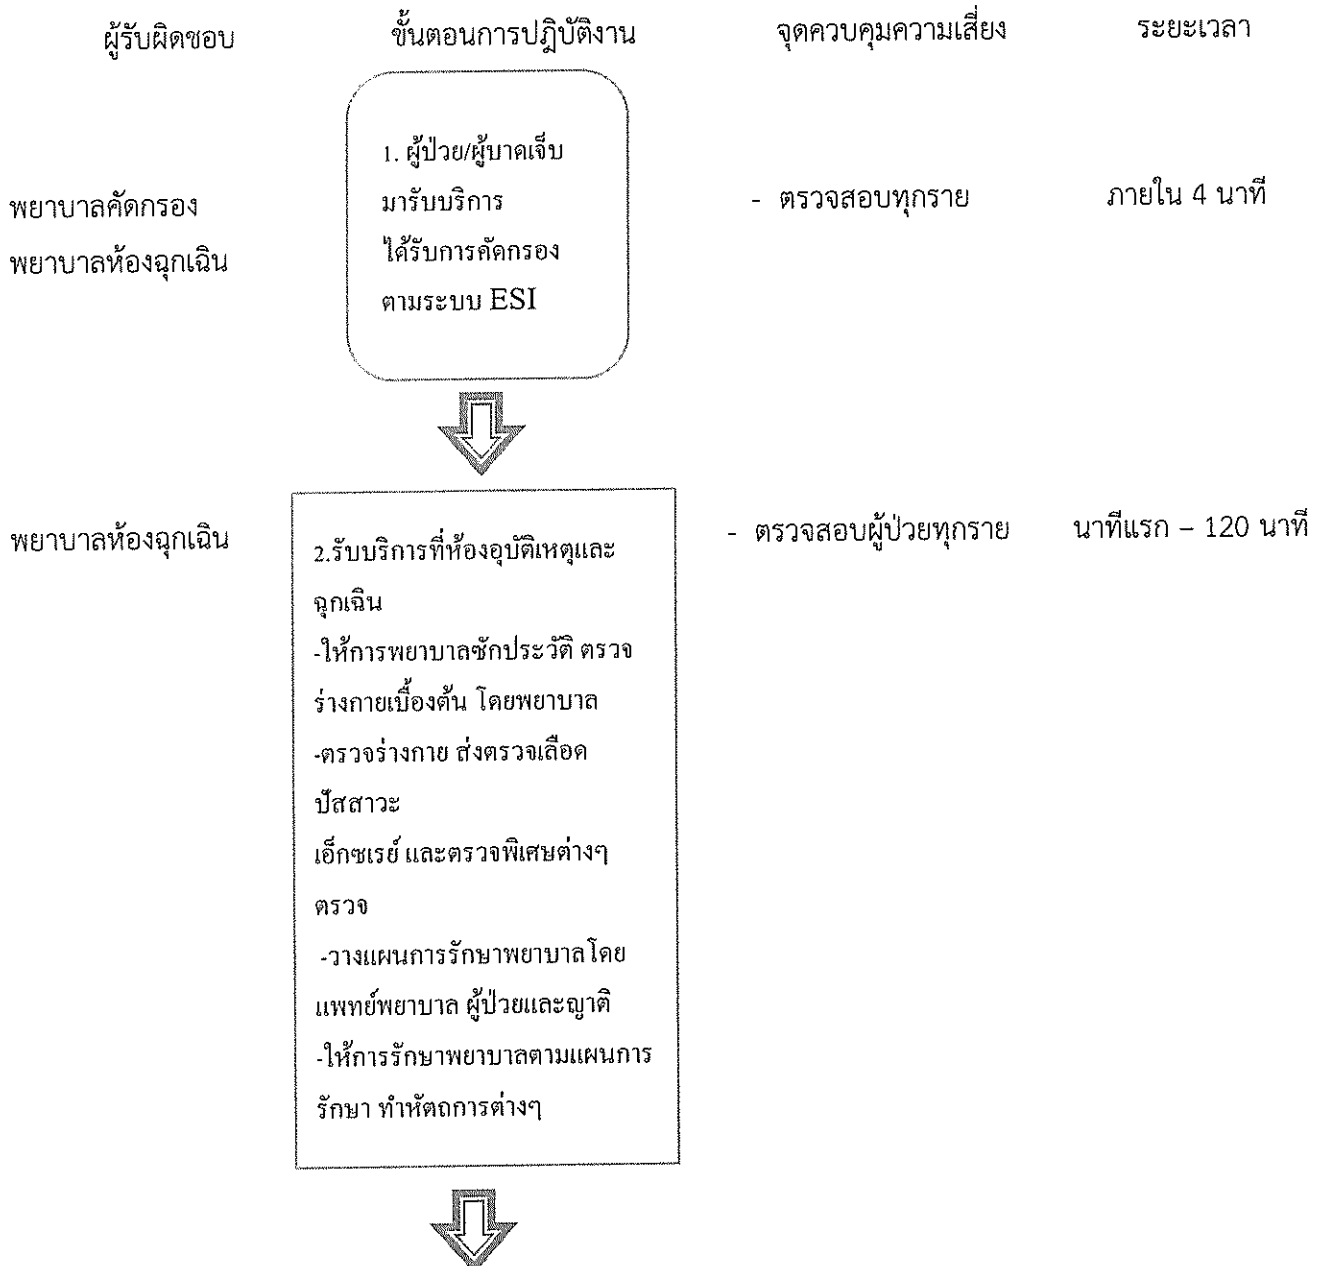 ผู้รับผิดชอบ ขั้นตอนการปฏิบัติงาน จุดควบคุมความเสี่ยง ระยะเวลา
1. ผู้ป่วย/ผู้บาดเจ็บ
พยาบาลคัดกรอง มารับบริการ - ตรวจสอบทุกราย ภายใน 4 นาที
พยาบาลห้องฉุกเฉิน ได้รับการคัดกรอง
ตามระบบ ESI
พยาบาลห้องฉุกเฉิน 2.รับบริการที่ห้องอุบัติเหตุและ - ตรวจสอบผู้ป่วยทุกราย นาทีแรก – 120 นาที
ฉุกเฉิน
-ให้การพยาบาลซักประวัติ ตรวจ
ร่างกายเบื้องต้น โดยพยาบาล
-ตรวจร่างกาย ส่งตรวจเลือด
ปัสสาวะ
เอ็กซเรย์ และตรวจพิเศษต่างๆ
ตรวจ
-วางแผนการรักษาพยาบาลโดย
แพทย์พยาบาล ผู้ป่วยและญาติ
-ให้การรักษาพยาบาลตามแผนการ
รักษา ทำหัตถการต่างๆ